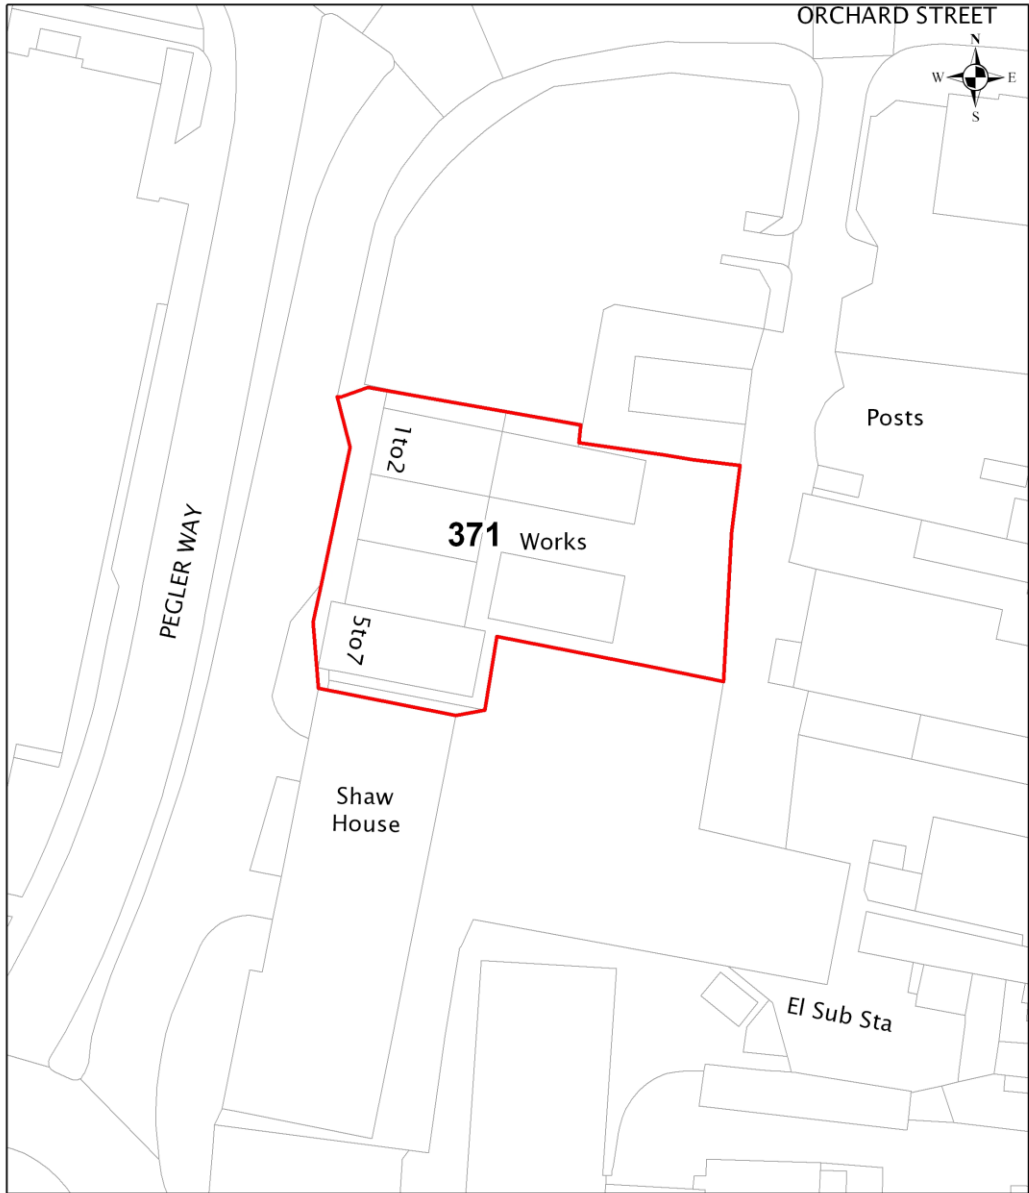 ORCHARD STREET
N
W E
S
Posts
1to2
371 Works
PEGLER WAY
5to7
Shaw
House
El Sub Sta